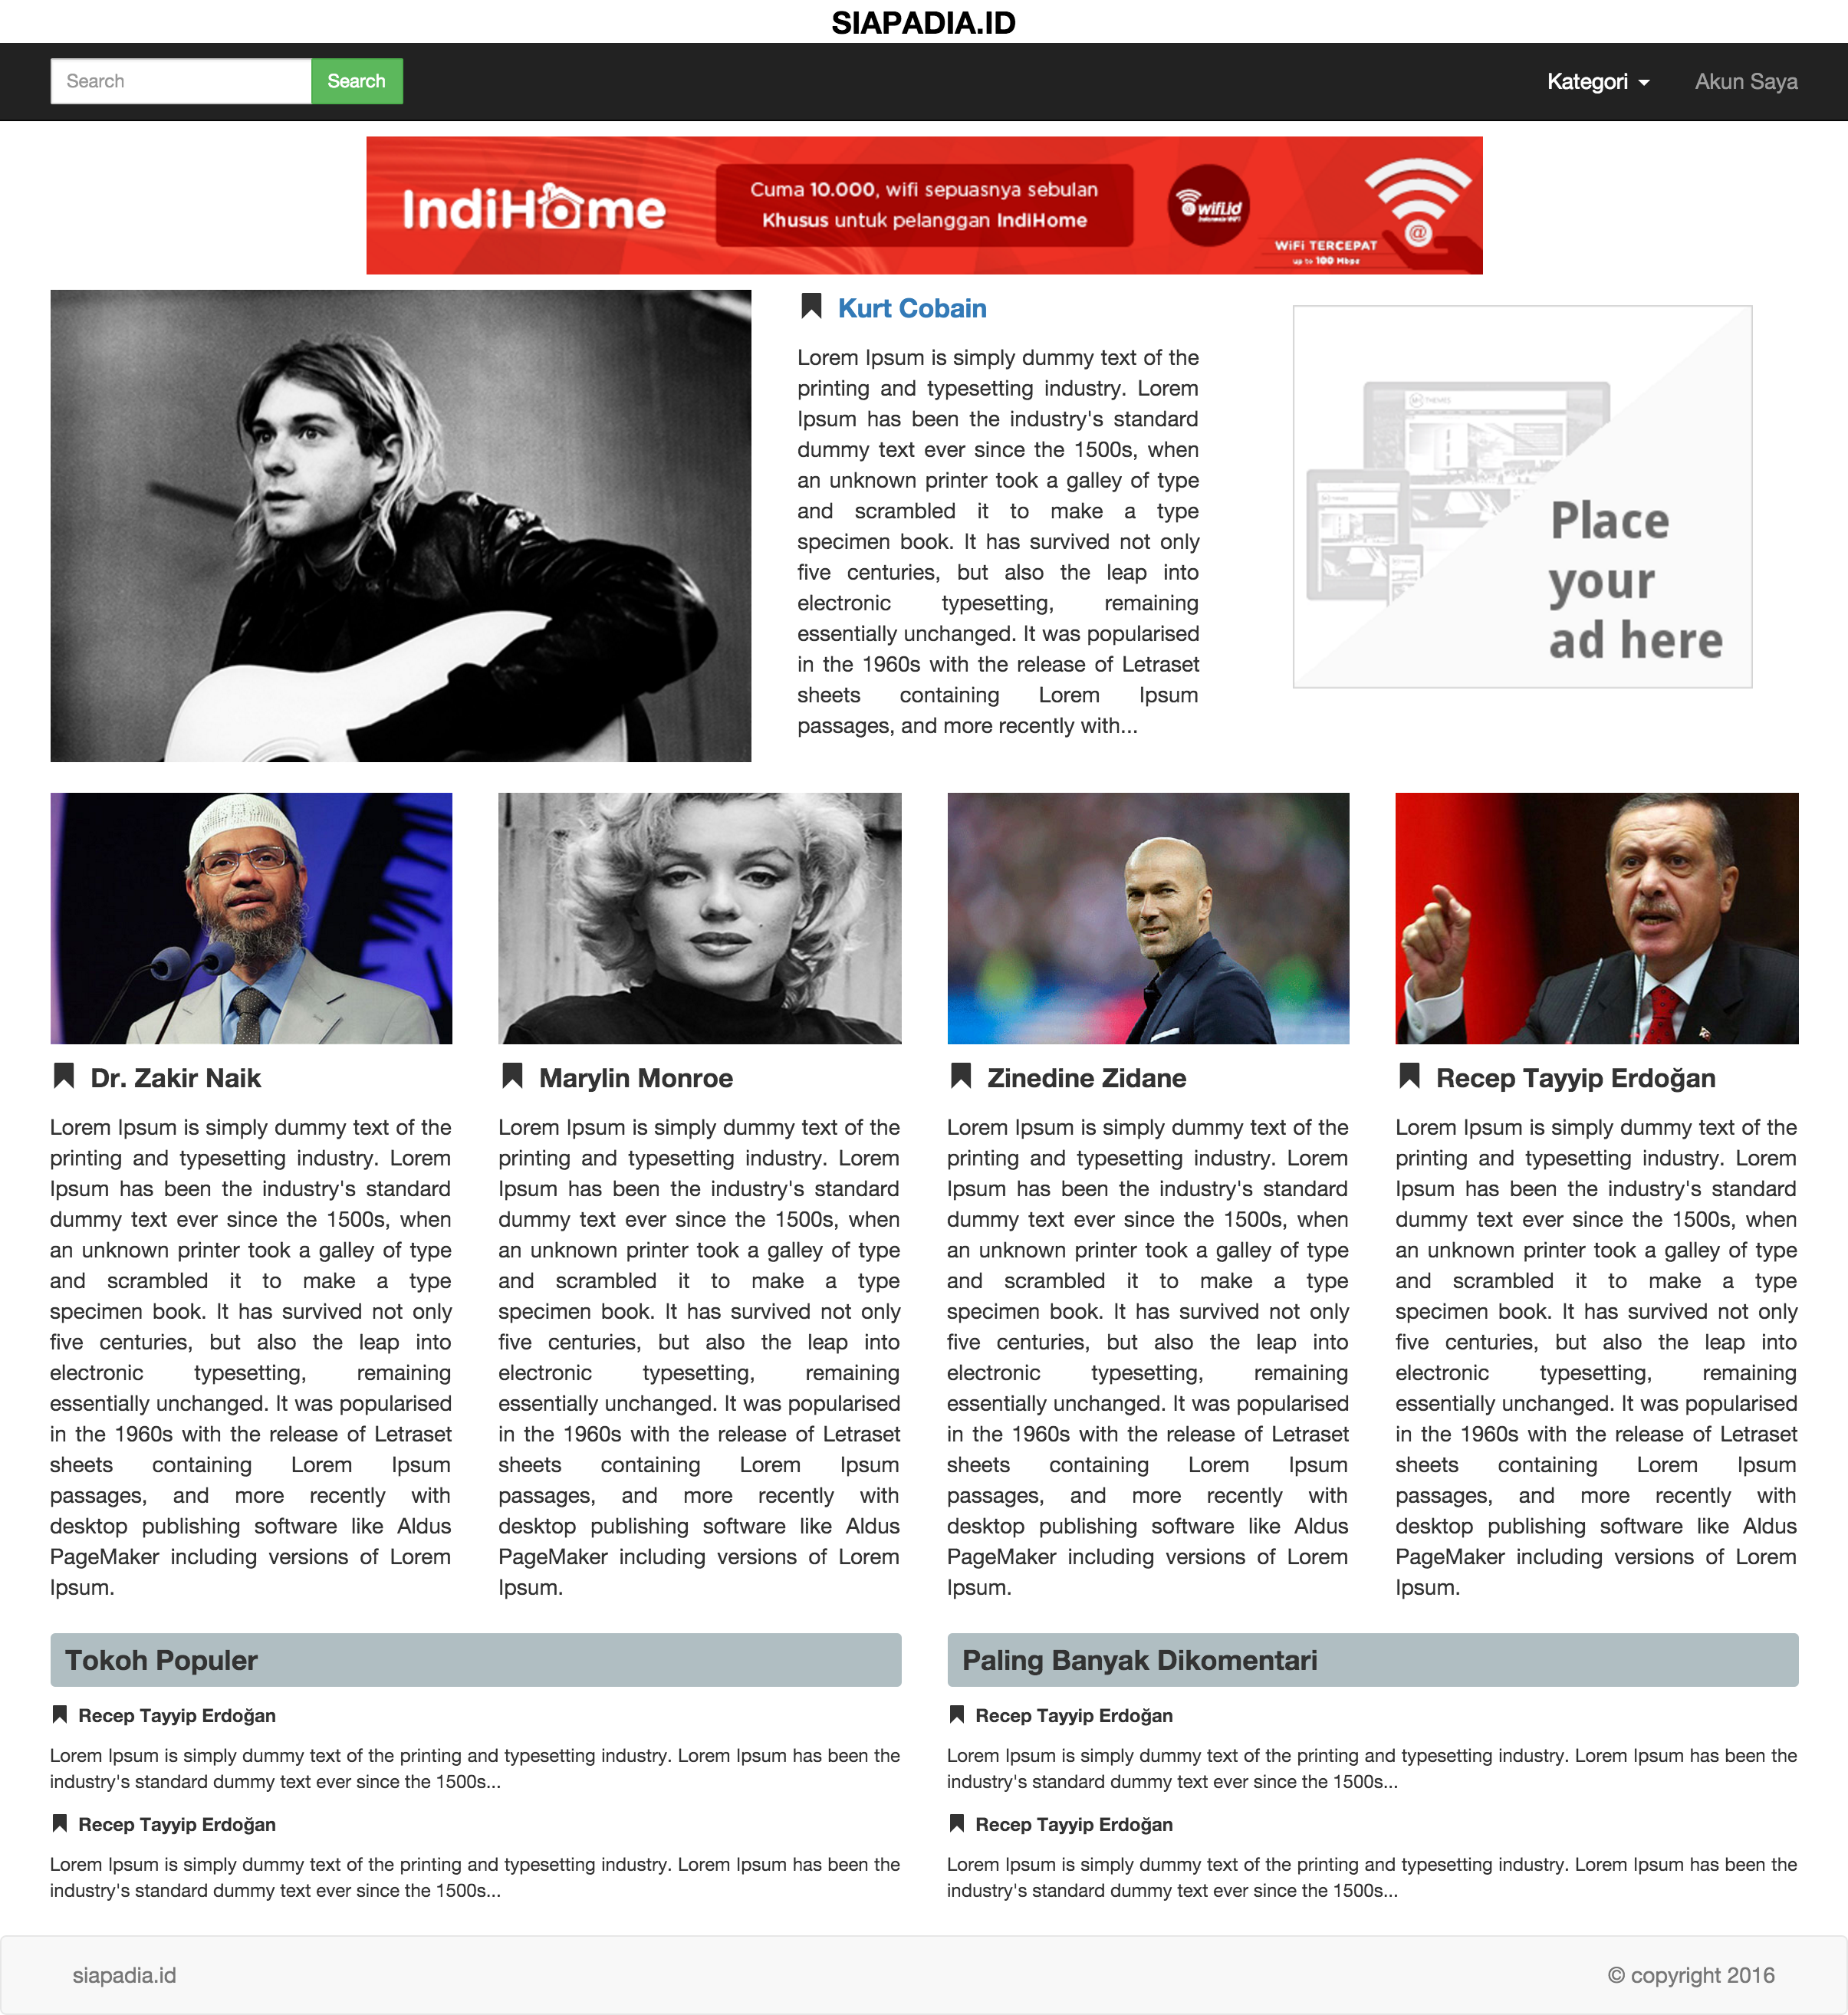 SIAPADIA.ID
Search
Search
Kategori
Akun Saya
IndiHome
Cuma 10.000, wifi sepuasnya sebulan
Khusus untuk pelanggan IndiHome
wifi.id
WiFi TERCEPAT
up to 100 Mbps
@
Kurt Cobain
Lorem Ipsum is simply dummy text of the
printing and typesetting industry. Lorem
Ipsum has been the industry's standard
dummy text ever since the 1500s, when
an unknown printer took a galley of type
and scrambled it to make a type
specimen book. It has survived not only
five centuries, but also the leap into
electronic typesetting, remaining
essentially unchanged. It was popularised
in the 1960s with the release of Letraset
sheets containing Lorem Ipsum
passages, and more recently with...
THEMES
Place
your
ad here
Dr. Zakir Naik
Lorem Ipsum is simply dummy text of the
printing and typesetting industry. Lorem
Ipsum has been the industry's standard
dummy text ever since the 1500s, when
an unknown printer took a galley of type
and scrambled it to make a type
specimen book. It has survived not only
five centuries, but also the leap into
electronic typesetting, remaining
essentially unchanged. It was popularised
in the 1960s with the release of Letraset
sheets containing Lorem Ipsum
passages, and more recently with
desktop publishing software like Aldus
PageMaker including versions of Lorem
Ipsum.
Marylin Monroe
Lorem Ipsum is simply dummy text of the
printing and typesetting industry. Lorem
Ipsum has been the industry's standard
dummy text ever since the 1500s, when
an unknown printer took a galley of type
and scrambled it to make a type
specimen book. It has survived not only
five centuries, but also the leap into
electronic typesetting, remaining
essentially unchanged. It was popularised
in the 1960s with the release of Letraset
sheets containing Lorem Ipsum
passages, and more recently with
desktop publishing software like Aldus
PageMaker including versions of Lorem
Ipsum.
Zinedine Zidane
Lorem Ipsum is simply dummy text of the
printing and typesetting industry. Lorem
Ipsum has been the industry's standard
dummy text ever since the 1500s, when
an unknown printer took a galley of type
and scrambled it to make a type
specimen book. It has survived not only
five centuries, but also the leap into
electronic typesetting, remaining
essentially unchanged. It was popularised
in the 1960s with the release of Letraset
sheets containing Lorem Ipsum
passages, and more recently with
desktop publishing software like Aldus
PageMaker including versions of Lorem
Ipsum.
Recep Tayyip Erdoğan
Lorem Ipsum is simply dummy text of the
printing and typesetting industry. Lorem
Ipsum has been the industry's standard
dummy text ever since the 1500s, when
an unknown printer took a galley of type
and scrambled it to make a type
specimen book. It has survived not only
five centuries, but also the leap into
electronic typesetting, remaining
essentially unchanged. It was popularised
in the 1960s with the release of Letraset
sheets containing Lorem Ipsum
passages, and more recently with
desktop publishing software like Aldus
PageMaker including versions of Lorem
Ipsum.
Tokoh Populer
Recep Tayyip Erdoğan
Lorem Ipsum is simply dummy text of the printing and typesetting industry. Lorem Ipsum has been the
industry's standard dummy text ever since the 1500s...
Recep Tayyip Erdoğan
Lorem Ipsum is simply dummy text of the printing and typesetting industry. Lorem Ipsum has been the
industry's standard dummy text ever since the 1500s...
Paling Banyak Dikomentari
Recep Tayyip Erdoğan
Lorem Ipsum is simply dummy text of the printing and typesetting industry. Lorem Ipsum has been the
industry's standard dummy text ever since the 1500s...
Recep Tayyip Erdoğan
Lorem Ipsum is simply dummy text of the printing and typesetting industry. Lorem Ipsum has been the
industry's standard dummy text ever since the 1500s...
siapadia.id
© copyright 2016